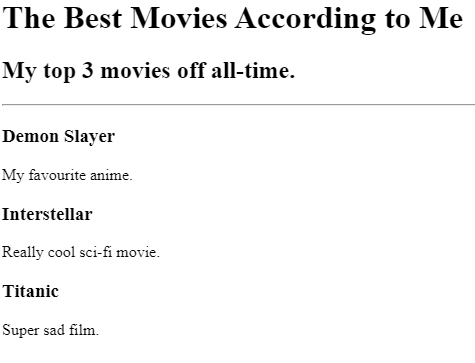 The Best Movies According to Me
My top 3 movies off all-time.
Demon Slayer
My favourite anime.
Interstellar
Really cool sci-fi movie.
Titanic
Super sad film.